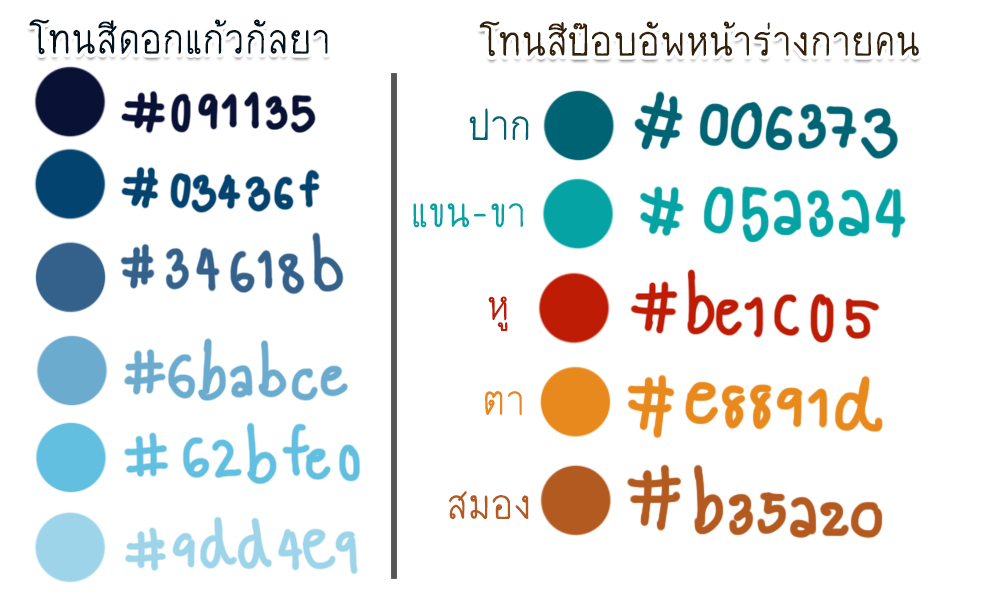 โทนสีดอกแก้วกัลยา
#091135
#03436f
#34618b
#6babce
#62bfe0
#9dd4e9
โทนสีป๊อบอัพหน้าร่างกายคน
ปาก #006373
แขน-ขา #05a3a4
หู #be1c05
ตา #e8891d
สมอง #b35a20